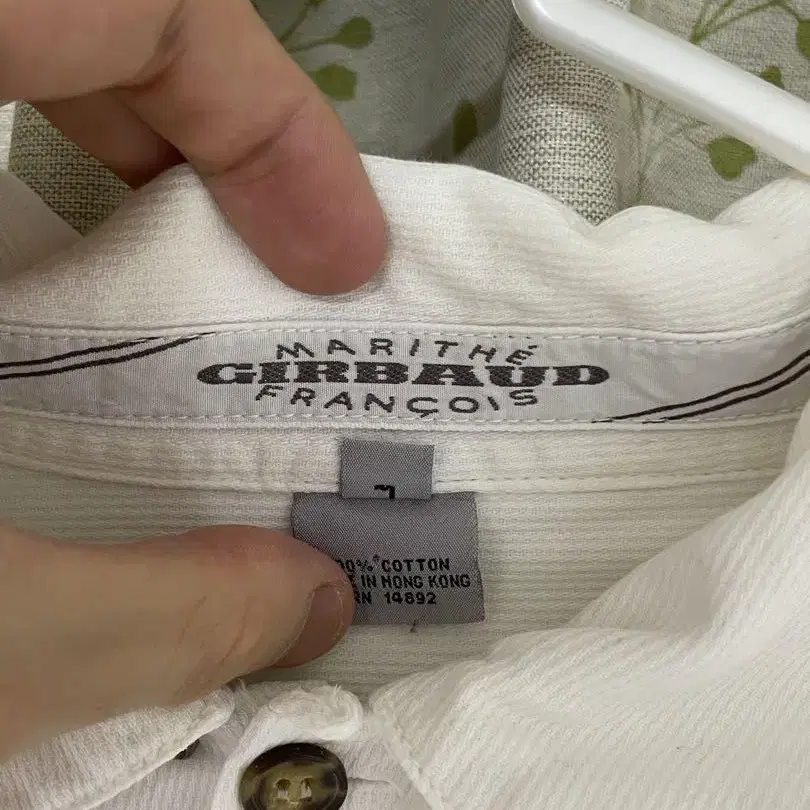 MARITHÉ
GIRBAUD
FRANÇOIS
COTTON
IN HONG KONG
14892